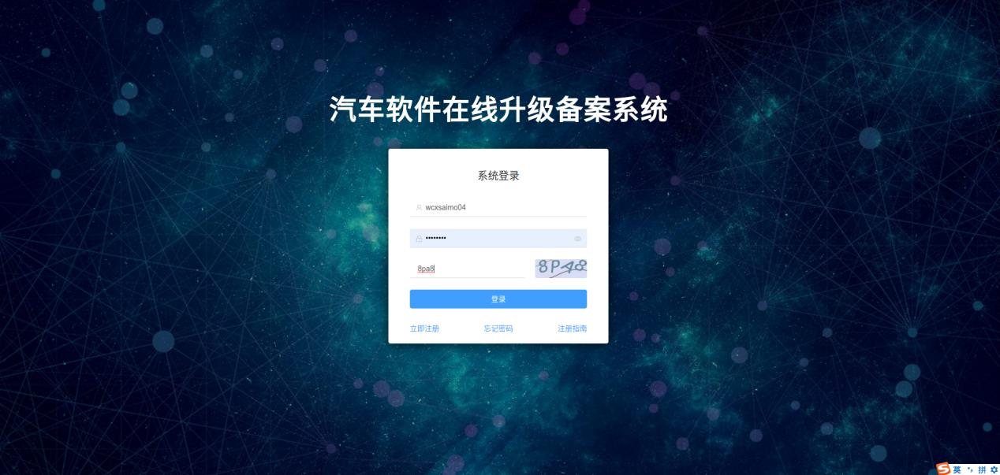 汽车软件在线升级备案系统
系统登录
wcxsaimo04
••••••••
8pa8
8PA8
登录
立即注册 忘记密码 注册指南
S 英 拼